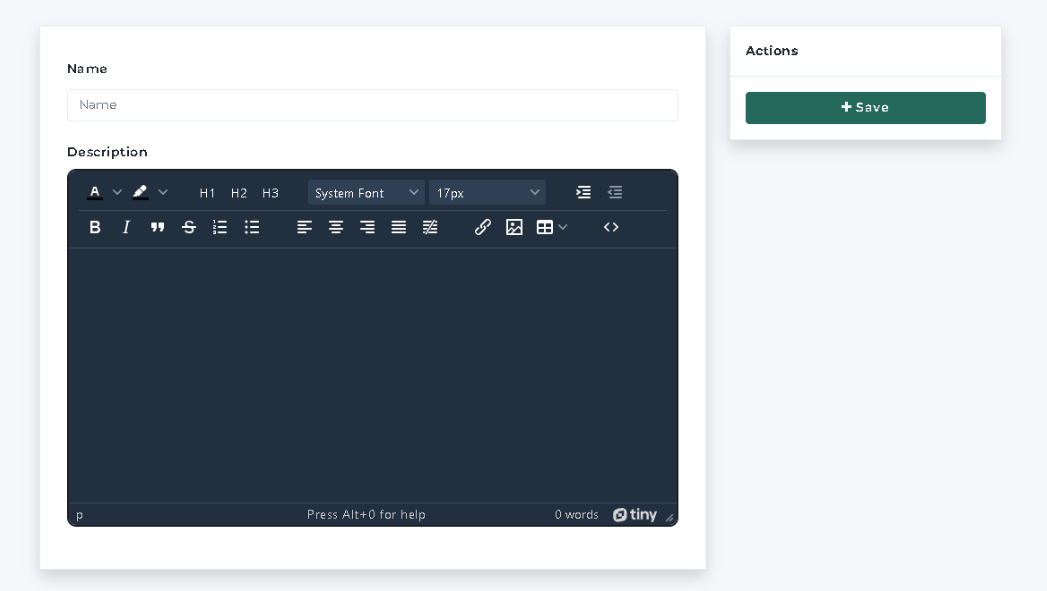 Name
Name
Description
A
H1 H2 H3 System Font 17px
B I
p Press Alt+0 for help 0 words tiny
Actions
+ Save